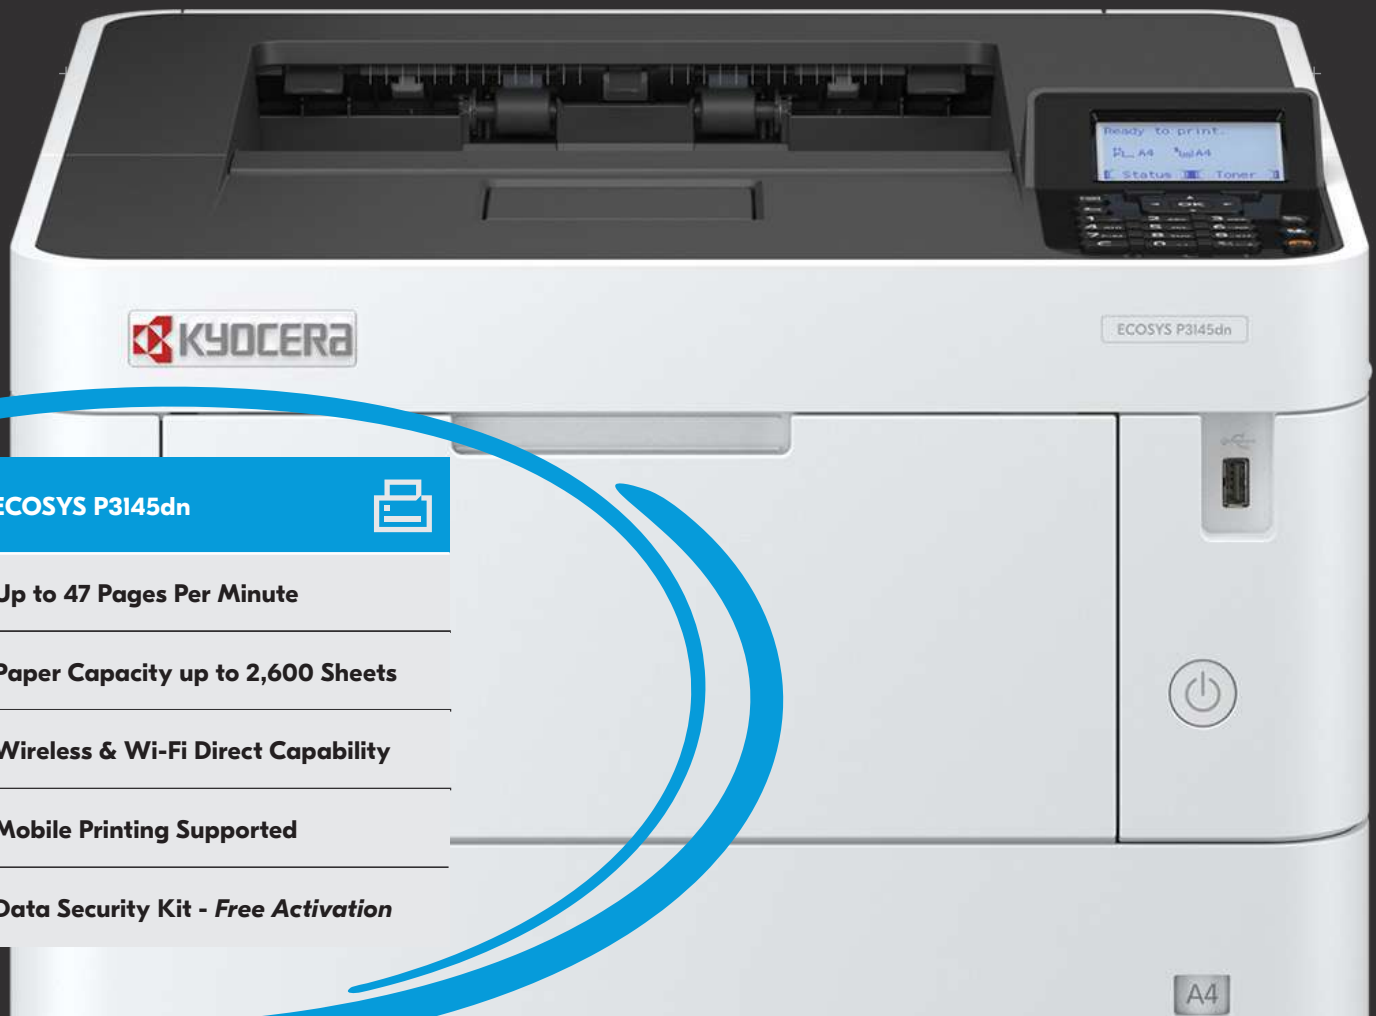 Ready to print.
A4 A4
[ Status ] [ Toner ]
OK
KYOCERA
ECOSYS P3145dn
ECOSYS P3145dn
Up to 47 Pages Per Minute
Paper Capacity up to 2,600 Sheets
Wireless & Wi-Fi Direct Capability
Mobile Printing Supported
Data Security Kit - Free Activation
A4